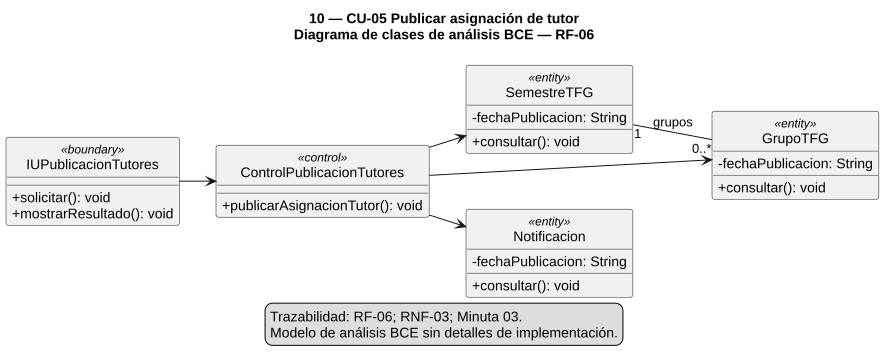 10 — CU-05 Publicar asignación de tutor
Diagrama de clases de análisis BCE — RF-06
«boundary»
IUPublicacionTutores
+solicitar(): void
+mostrarResultado(): void
«control»
ControlPublicacionTutores
+publicarAsignacionTutor(): void
«entity»
SemestreTFG
-fechaPublicacion: String
+consultar(): void
1
grupos
0..*
«entity»
GrupoTFG
-fechaPublicacion: String
+consultar(): void
«entity»
Notificacion
-fechaPublicacion: String
+consultar(): void
Trazabilidad: RF-06; RNF-03; Minuta 03.
Modelo de análisis BCE sin detalles de implementación.